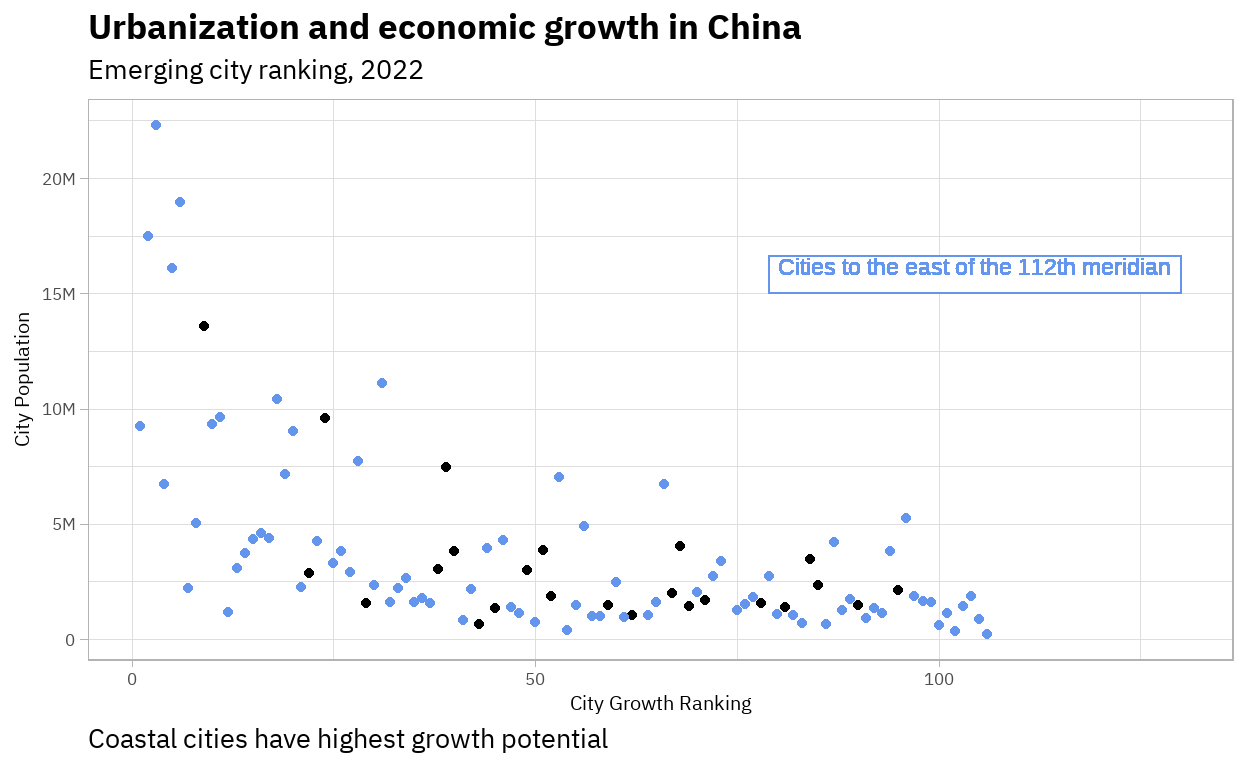 Urbanization and economic growth in China
Emerging city ranking, 2022
20M
15M
10M
5M
0
City Population
Cities to the east of the 112th meridian
0 50 100
City Growth Ranking
Coastal cities have highest growth potential